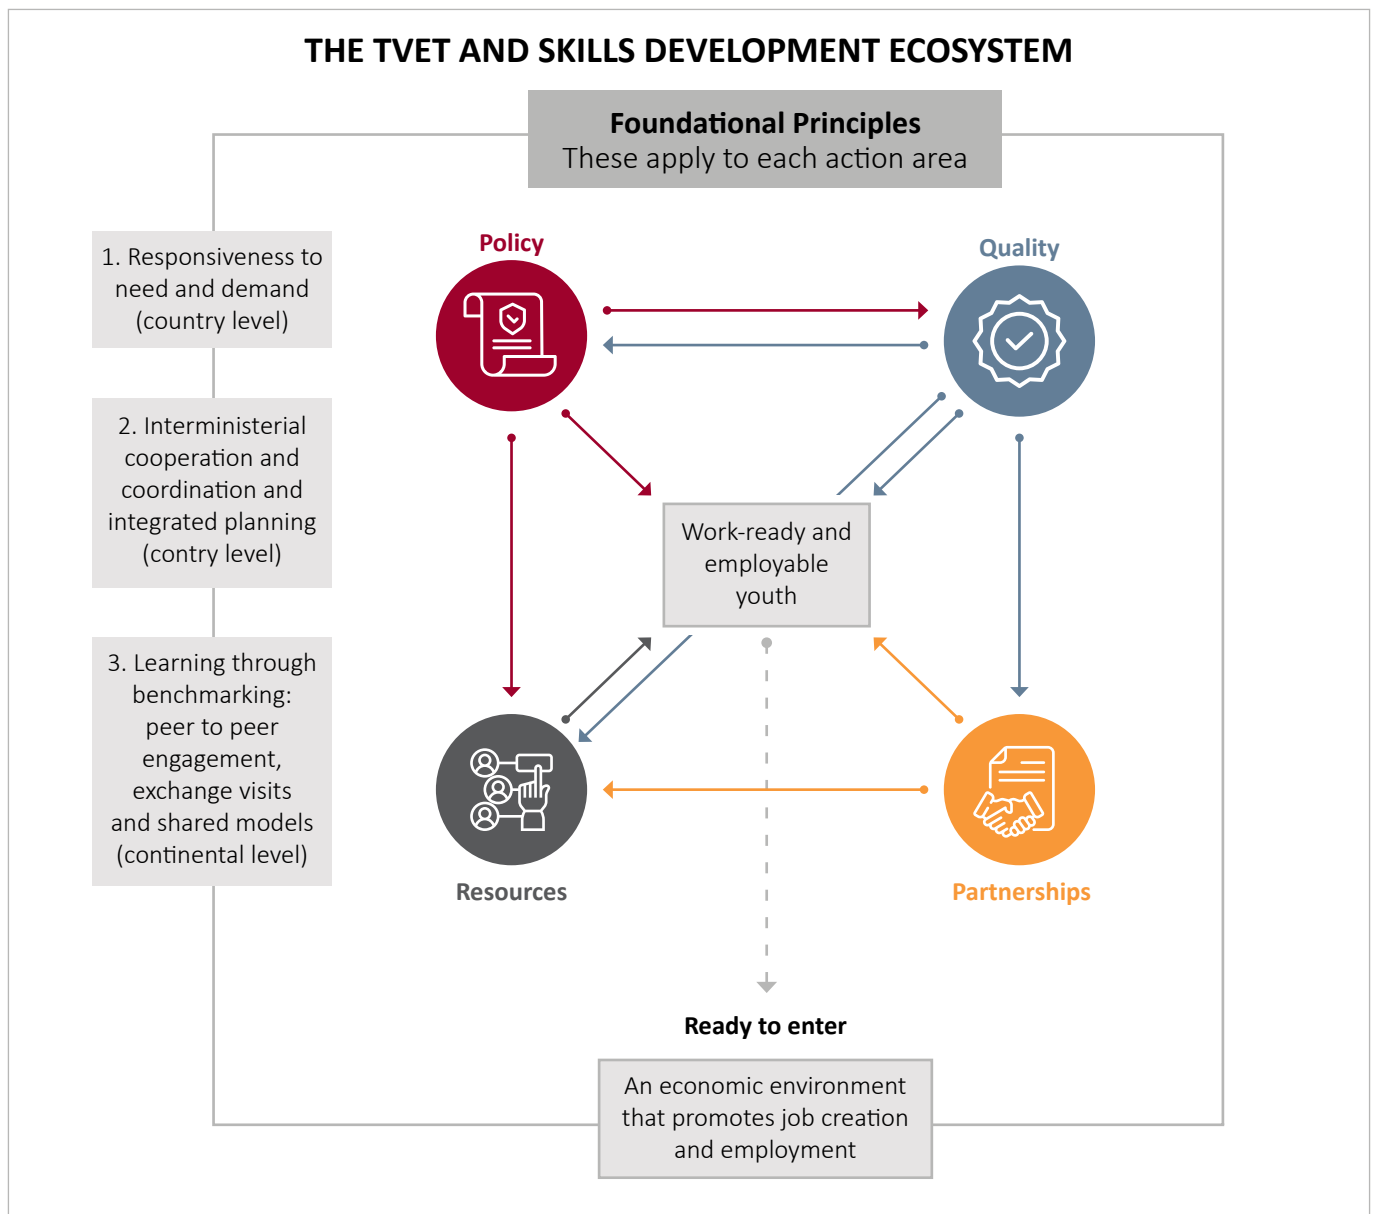 THE TVET AND SKILLS DEVELOPMENT ECOSYSTEM
Foundational Principles
These apply to each action area
1. Responsiveness to
need and demand
(country level)
2. Interministerial
cooperation and
coordination and
integrated planning
(contry level)
3. Learning through
benchmarking:
peer to peer
engagement,
exchange visits
and shared models
(continental level)
Policy
Quality
Work-ready and
employable
youth
Resources
Partnerships
Ready to enter
An economic environment
that promotes job creation
and employment